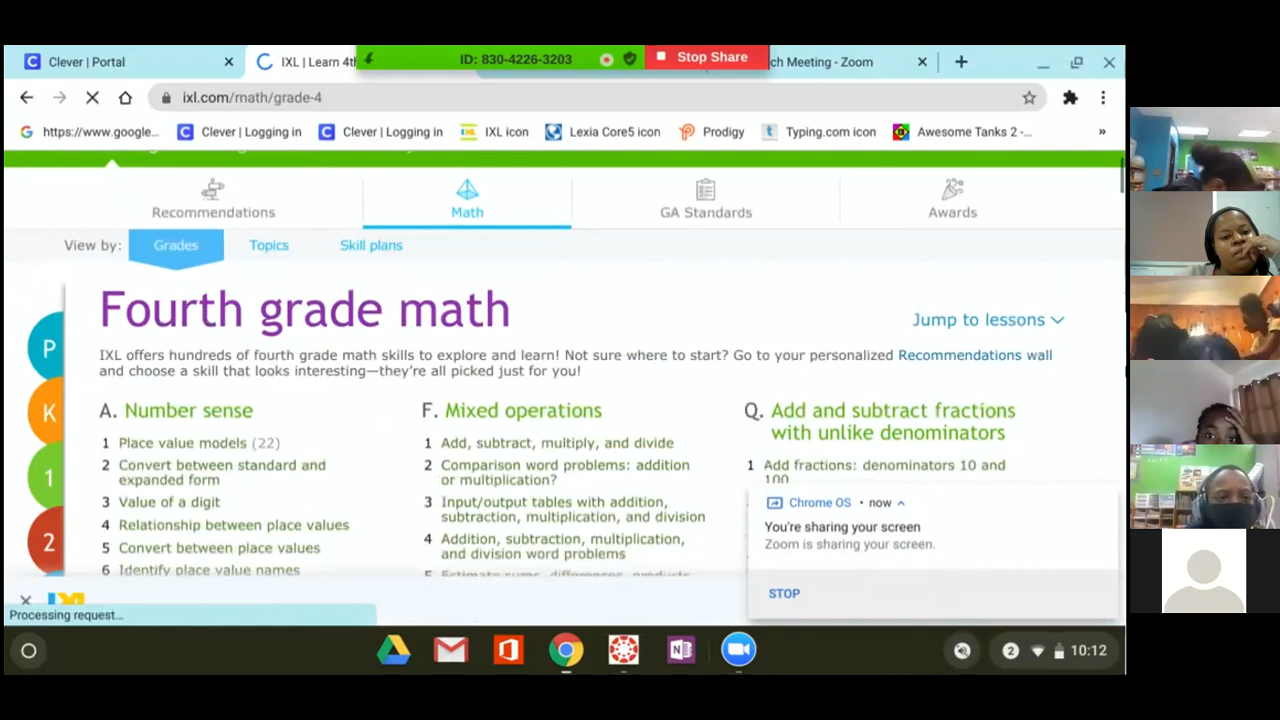 Clever | Portal
IXL | Learn 4th
ID: 830-4226-3203
Stop Share
ch Meeting - Zoom
ixl.com/math/grade-4
https://www.google...
Clever | Logging in
Clever | Logging in
IXL icon
Lexia Core5 icon
Prodigy
Typing.com icon
Awesome Tanks 2 -...
Recommendations
Math
GA Standards
Awards
View by:
Grades
Topics
Skill plans
Fourth grade math
Jump to lessons
IXL offers hundreds of fourth grade math skills to explore and learn! Not sure where to start? Go to your personalized Recommendations wall
and choose a skill that looks interesting—they're all picked just for you!
P
K
1
2
A. Number sense
1 Place value models (22)
2 Convert between standard and
expanded form
3 Value of a digit
4 Relationship between place values
5 Convert between place values
6 Identify place value names
F. Mixed operations
1 Add, subtract, multiply, and divide
2 Comparison word problems: addition
or multiplication?
3 Input/output tables with addition,
subtraction, multiplication, and division
4 Addition, subtraction, multiplication,
and division word problems
5 Estimate sums, differences, products,
Q. Add and subtract fractions
with unlike denominators
1 Add fractions: denominators 10 and
100
Chrome OS • now
You're sharing your screen
Zoom is sharing your screen.
STOP
IXL
Processing request...
2
10:12